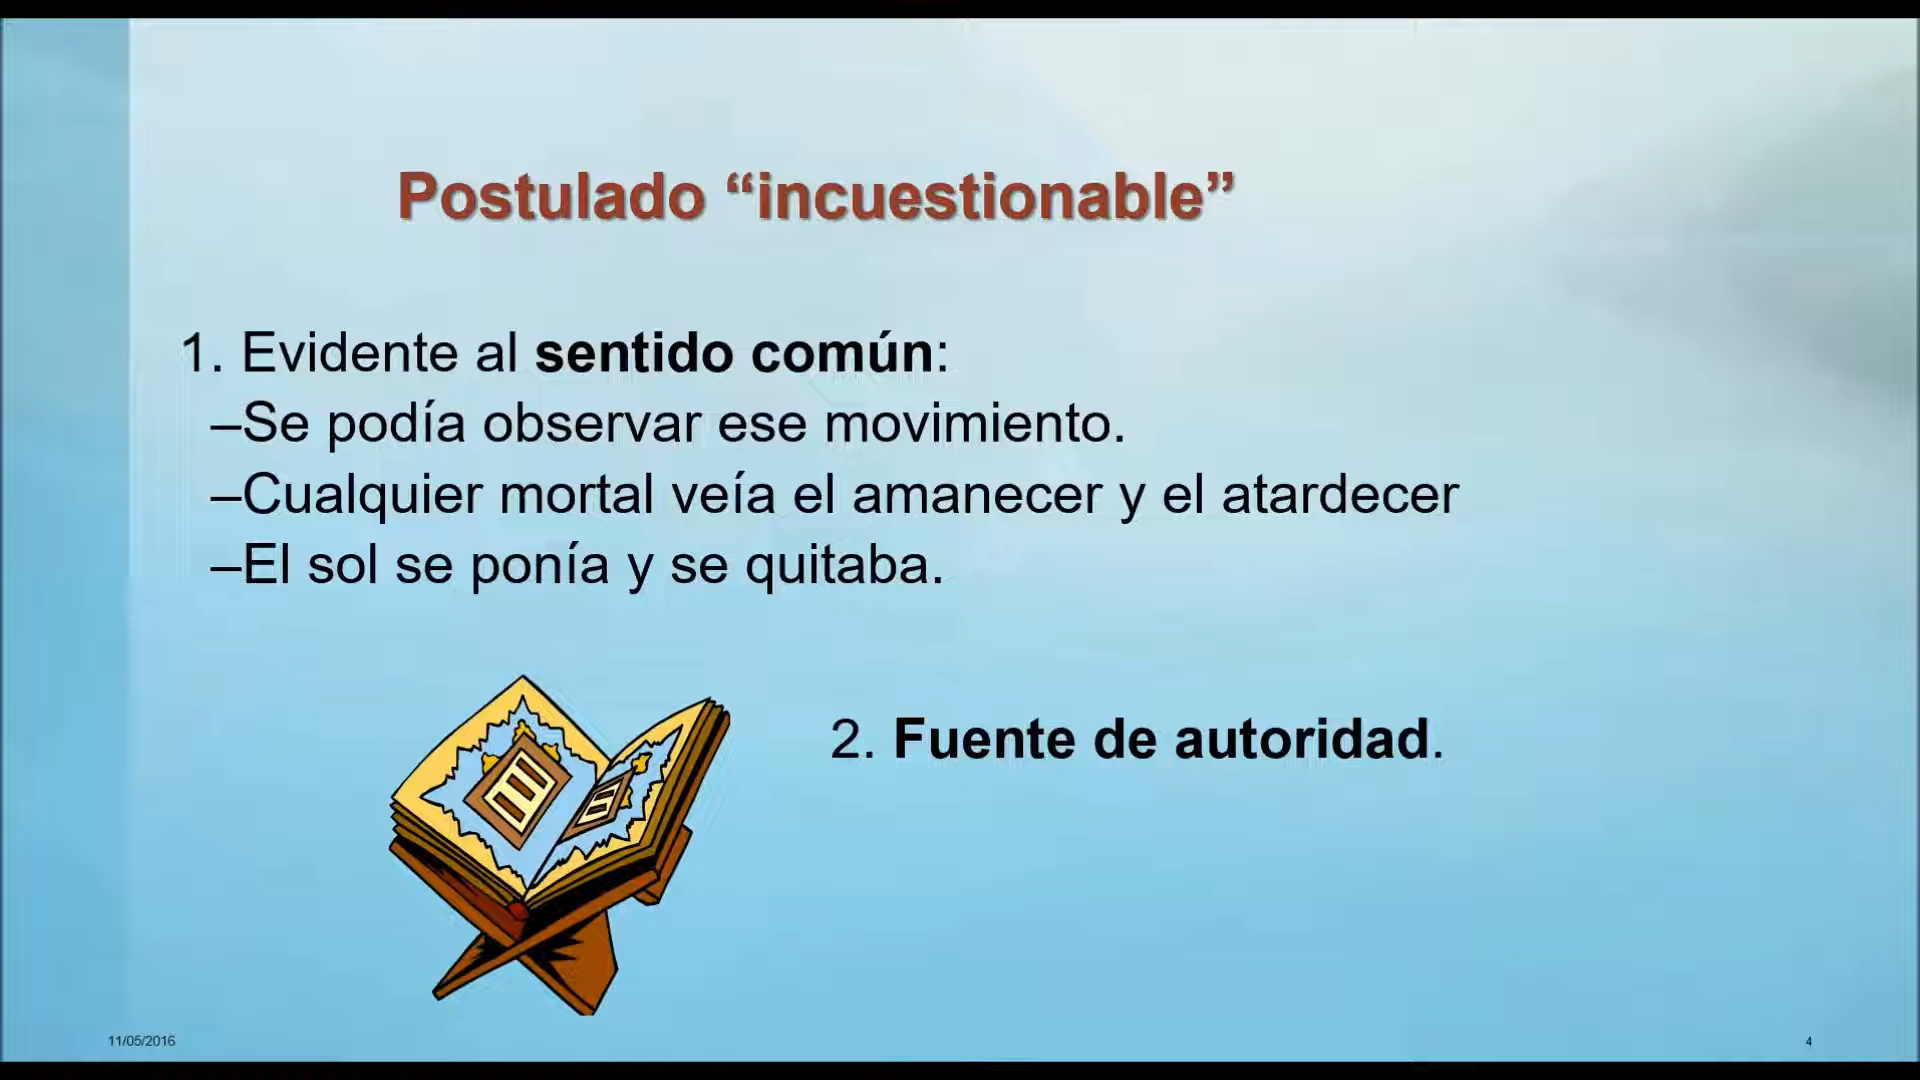 Postulado “incuestionable”
1. Evidente al sentido común:
–Se podía observar ese movimiento.
–Cualquier mortal veía el amanecer y el atardecer
–El sol se ponía y se quitaba.
2. Fuente de autoridad.
11/05/2016
4